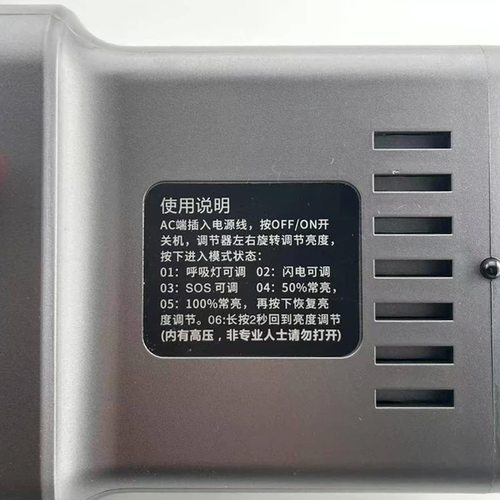 使用说明
AC端插入电源线，按OFF/ON开
关机，调节器左右旋转调节亮度，
按下进入模式状态：
01：呼吸灯可调 02：闪电可调
03：SOS可调 04：50%常亮，
05：100%常亮，再按下恢复亮
度调节。06:长按2秒回到亮度调节
(内有高压，非专业人士请勿打开)